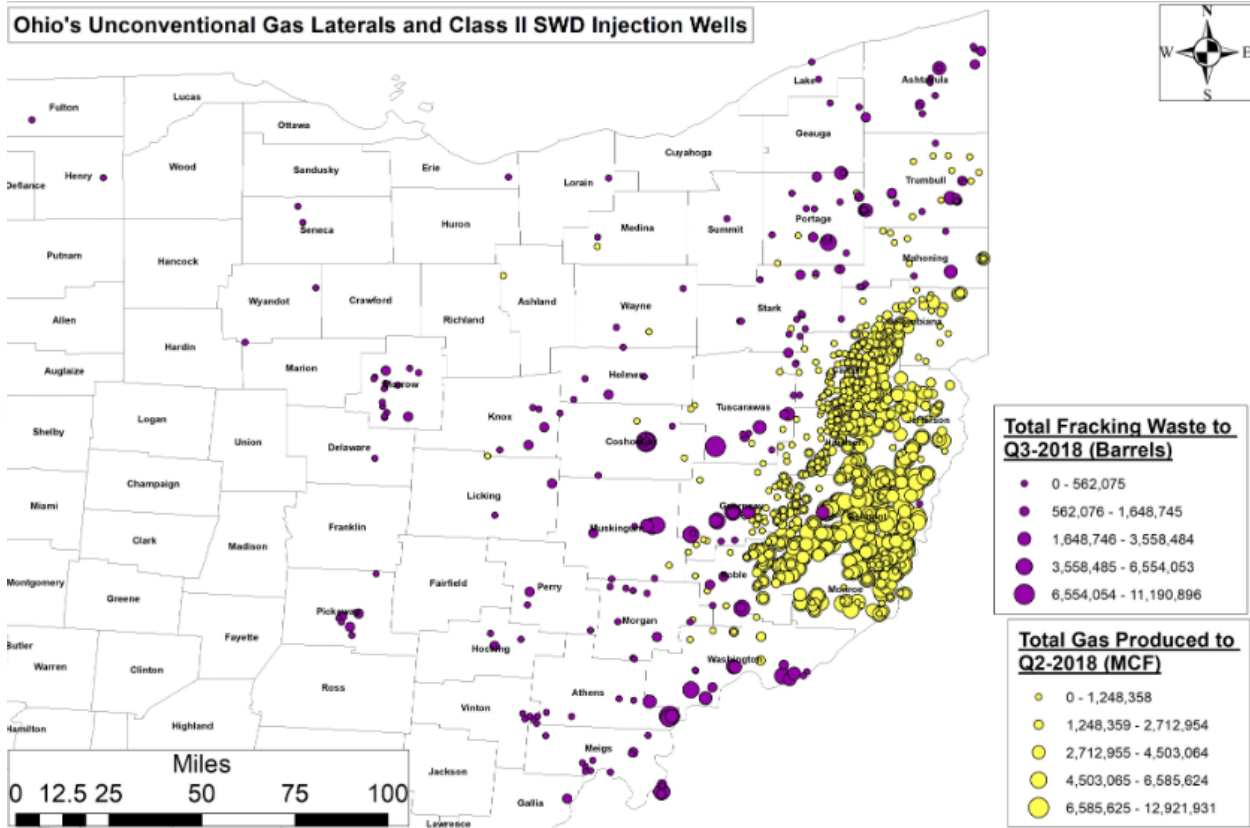 Ohio's Unconventional Gas Laterals and Class II SWD Injection Wells
N
W E
S
Lake
Ashtabula
Fulton
Lucas
Ottawa
Geauga
Cuyahoga
Wood
Sandusky
Erie
Lorain
Henry
Defiance
Trumbull
Portage
Seneca
Huron
Medina
Summit
Putnam
Hancock
Mahoning
Wyandot
Crawford
Ashland
Wayne
Stark
Richland
Allen
Hardin
Marion
Auglaize
Holmes
Morrow
Tuscarawas
Knox
Logan
Jefferson
Shelby
Union
Delaware
Coshocton
Harrison
Champaign
Licking
Miami
Franklin
Muskingum
Guernsey
Belmont
Clark
Madison
Montgomery
Fairfield
Perry
Noble
Monroe
Greene
Pickaway
Morgan
Fayette
Butler
Hocking
Warren
Clinton
Washington
Ross
Athens
Vinton
Highland
Hamilton
Meigs
Jackson
Gallia
Lawrence
Miles
0 12.5 25 50 75 100
Total Fracking Waste to
Q3-2018 (Barrels)
0 - 562,075
562,076 - 1,648,745
1,648,746 - 3,558,484
3,558,485 - 6,554,053
6,554,054 - 11,190,896
Total Gas Produced to
Q2-2018 (MCF)
0 - 1,248,358
1,248,359 - 2,712,954
2,712,955 - 4,503,064
4,503,065 - 6,585,624
6,585,625 - 12,921,931